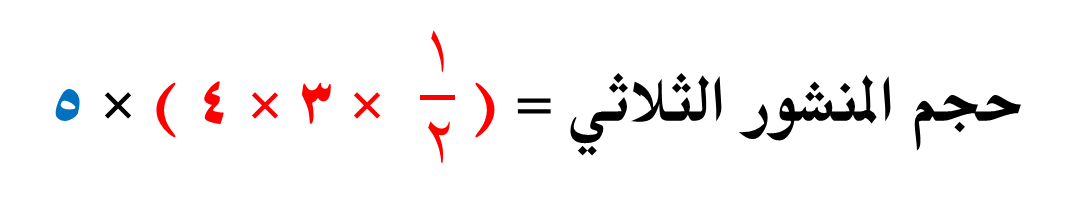 حجم المنشور الثلاثي = ( ١/٢ × ٣ × ٤ ) × ٥